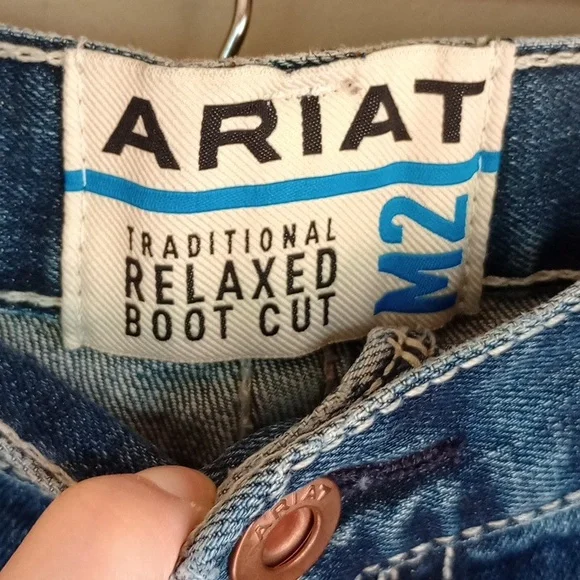 ARIAT
TRADITIONAL
RELAXED
BOOT CUT
M2
ARIAT